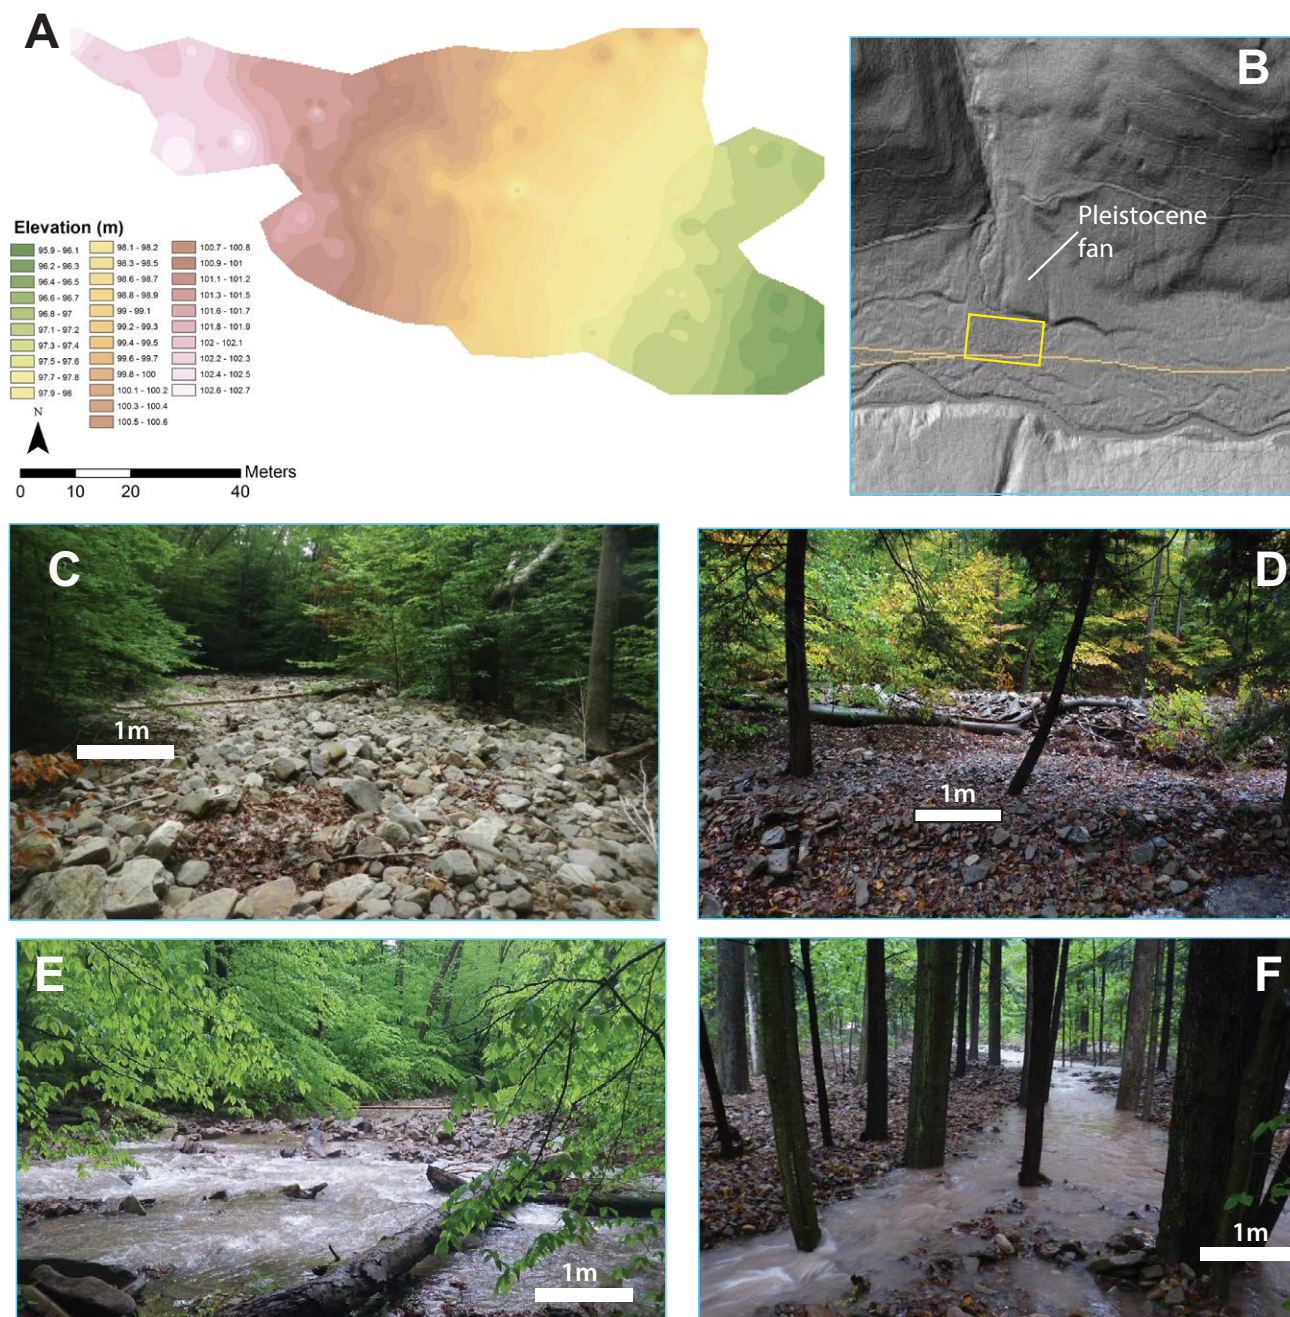 A
B
Pleistocene
fan
Elevation (m)
95.9 - 96.1
96.2 - 96.3
96.4 - 96.5
96.6 - 96.7
96.8 - 97
97.1 - 97.2
97.3 - 97.4
97.5 - 97.6
97.7 - 97.8
97.9 - 98
98.1 - 98.2
98.3 - 98.5
98.6 - 98.7
98.8 - 98.9
99 - 99.1
99.2 - 99.3
99.4 - 99.5
99.6 - 99.7
99.8 - 100
100.1 - 100.2
100.3 - 100.4
100.5 - 100.6
100.7 - 100.8
100.9 - 101
101.1 - 101.2
101.3 - 101.5
101.6 - 101.7
101.8 - 101.9
102 - 102.1
102.2 - 102.3
102.4 - 102.5
102.6 - 102.7
N
Meters
0 10 20 40
C
1m
D
1m
E
1m
F
1m